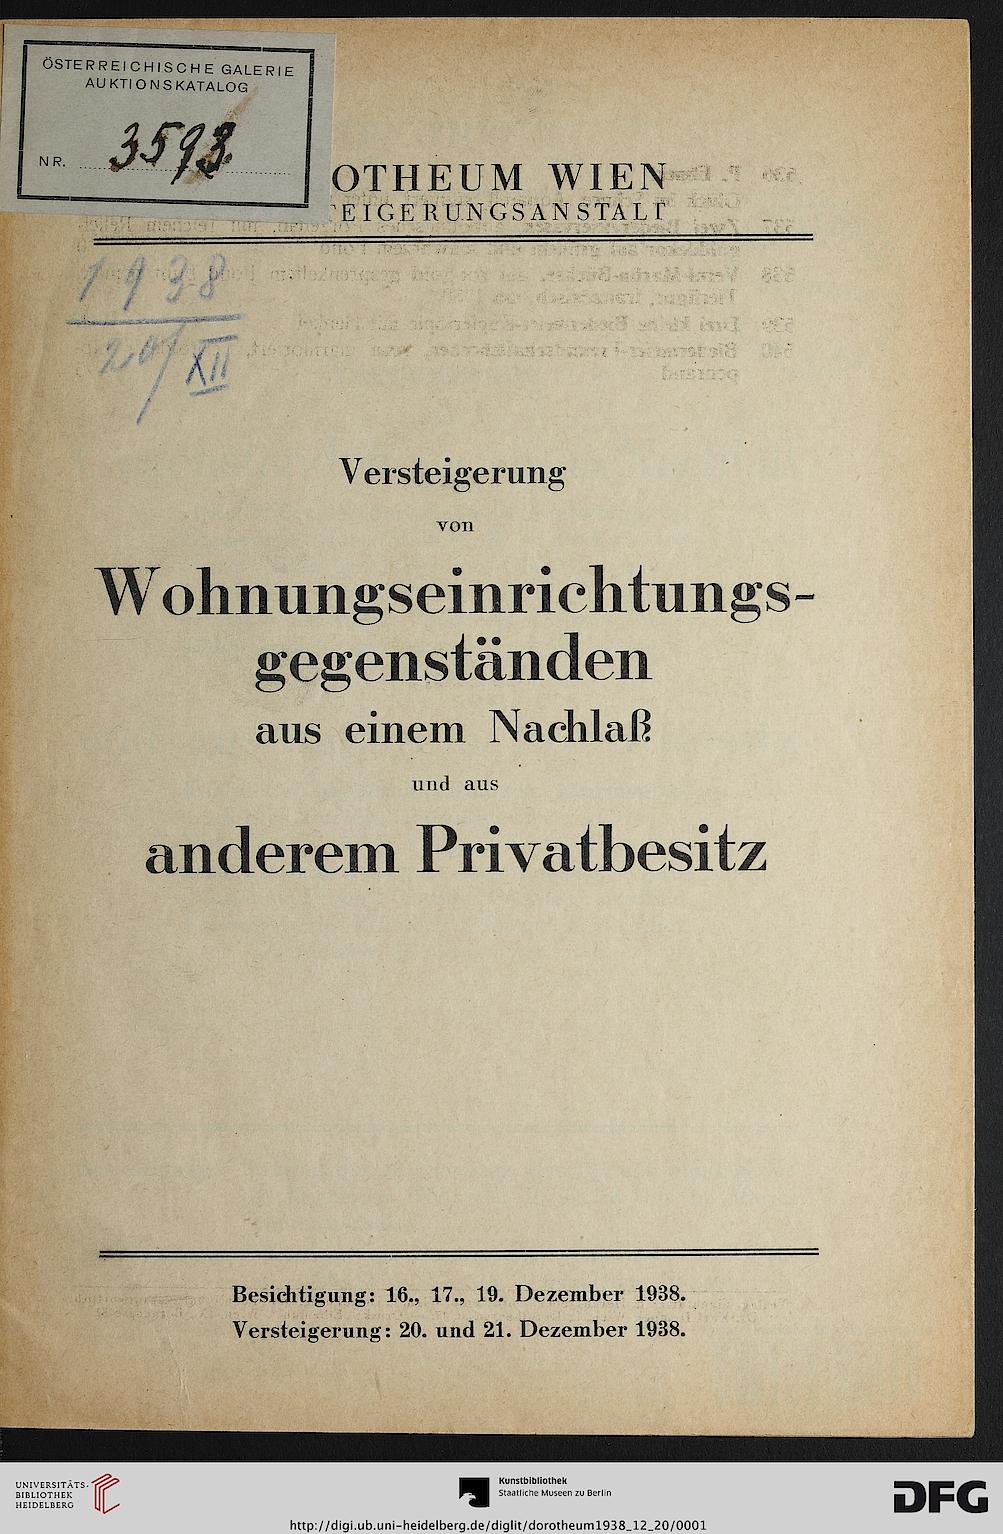 ÖSTERREICHISCHE GALERIE
AUKTIONSKATALOG
NR. 3593.
OTHEUM WIEN
TEIGERUNGSANSTALT
1938
20/XII
Versteigerung
von
Wohnungseinrichtungs-
gegenständen
aus einem Nachlaß
und aus
anderem Privatbesitz
Besichtigung: 16., 17., 19. Dezember 1938.
Versteigerung: 20. und 21. Dezember 1938.
UNIVERSITÄTS-
BIBLIOTHEK
HEIDELBERG
Kunstbibliothek
Staatliche Museen zu Berlin
DFG
http://digi.ub.uni-heidelberg.de/diglit/dorotheum1938_12_20/0001